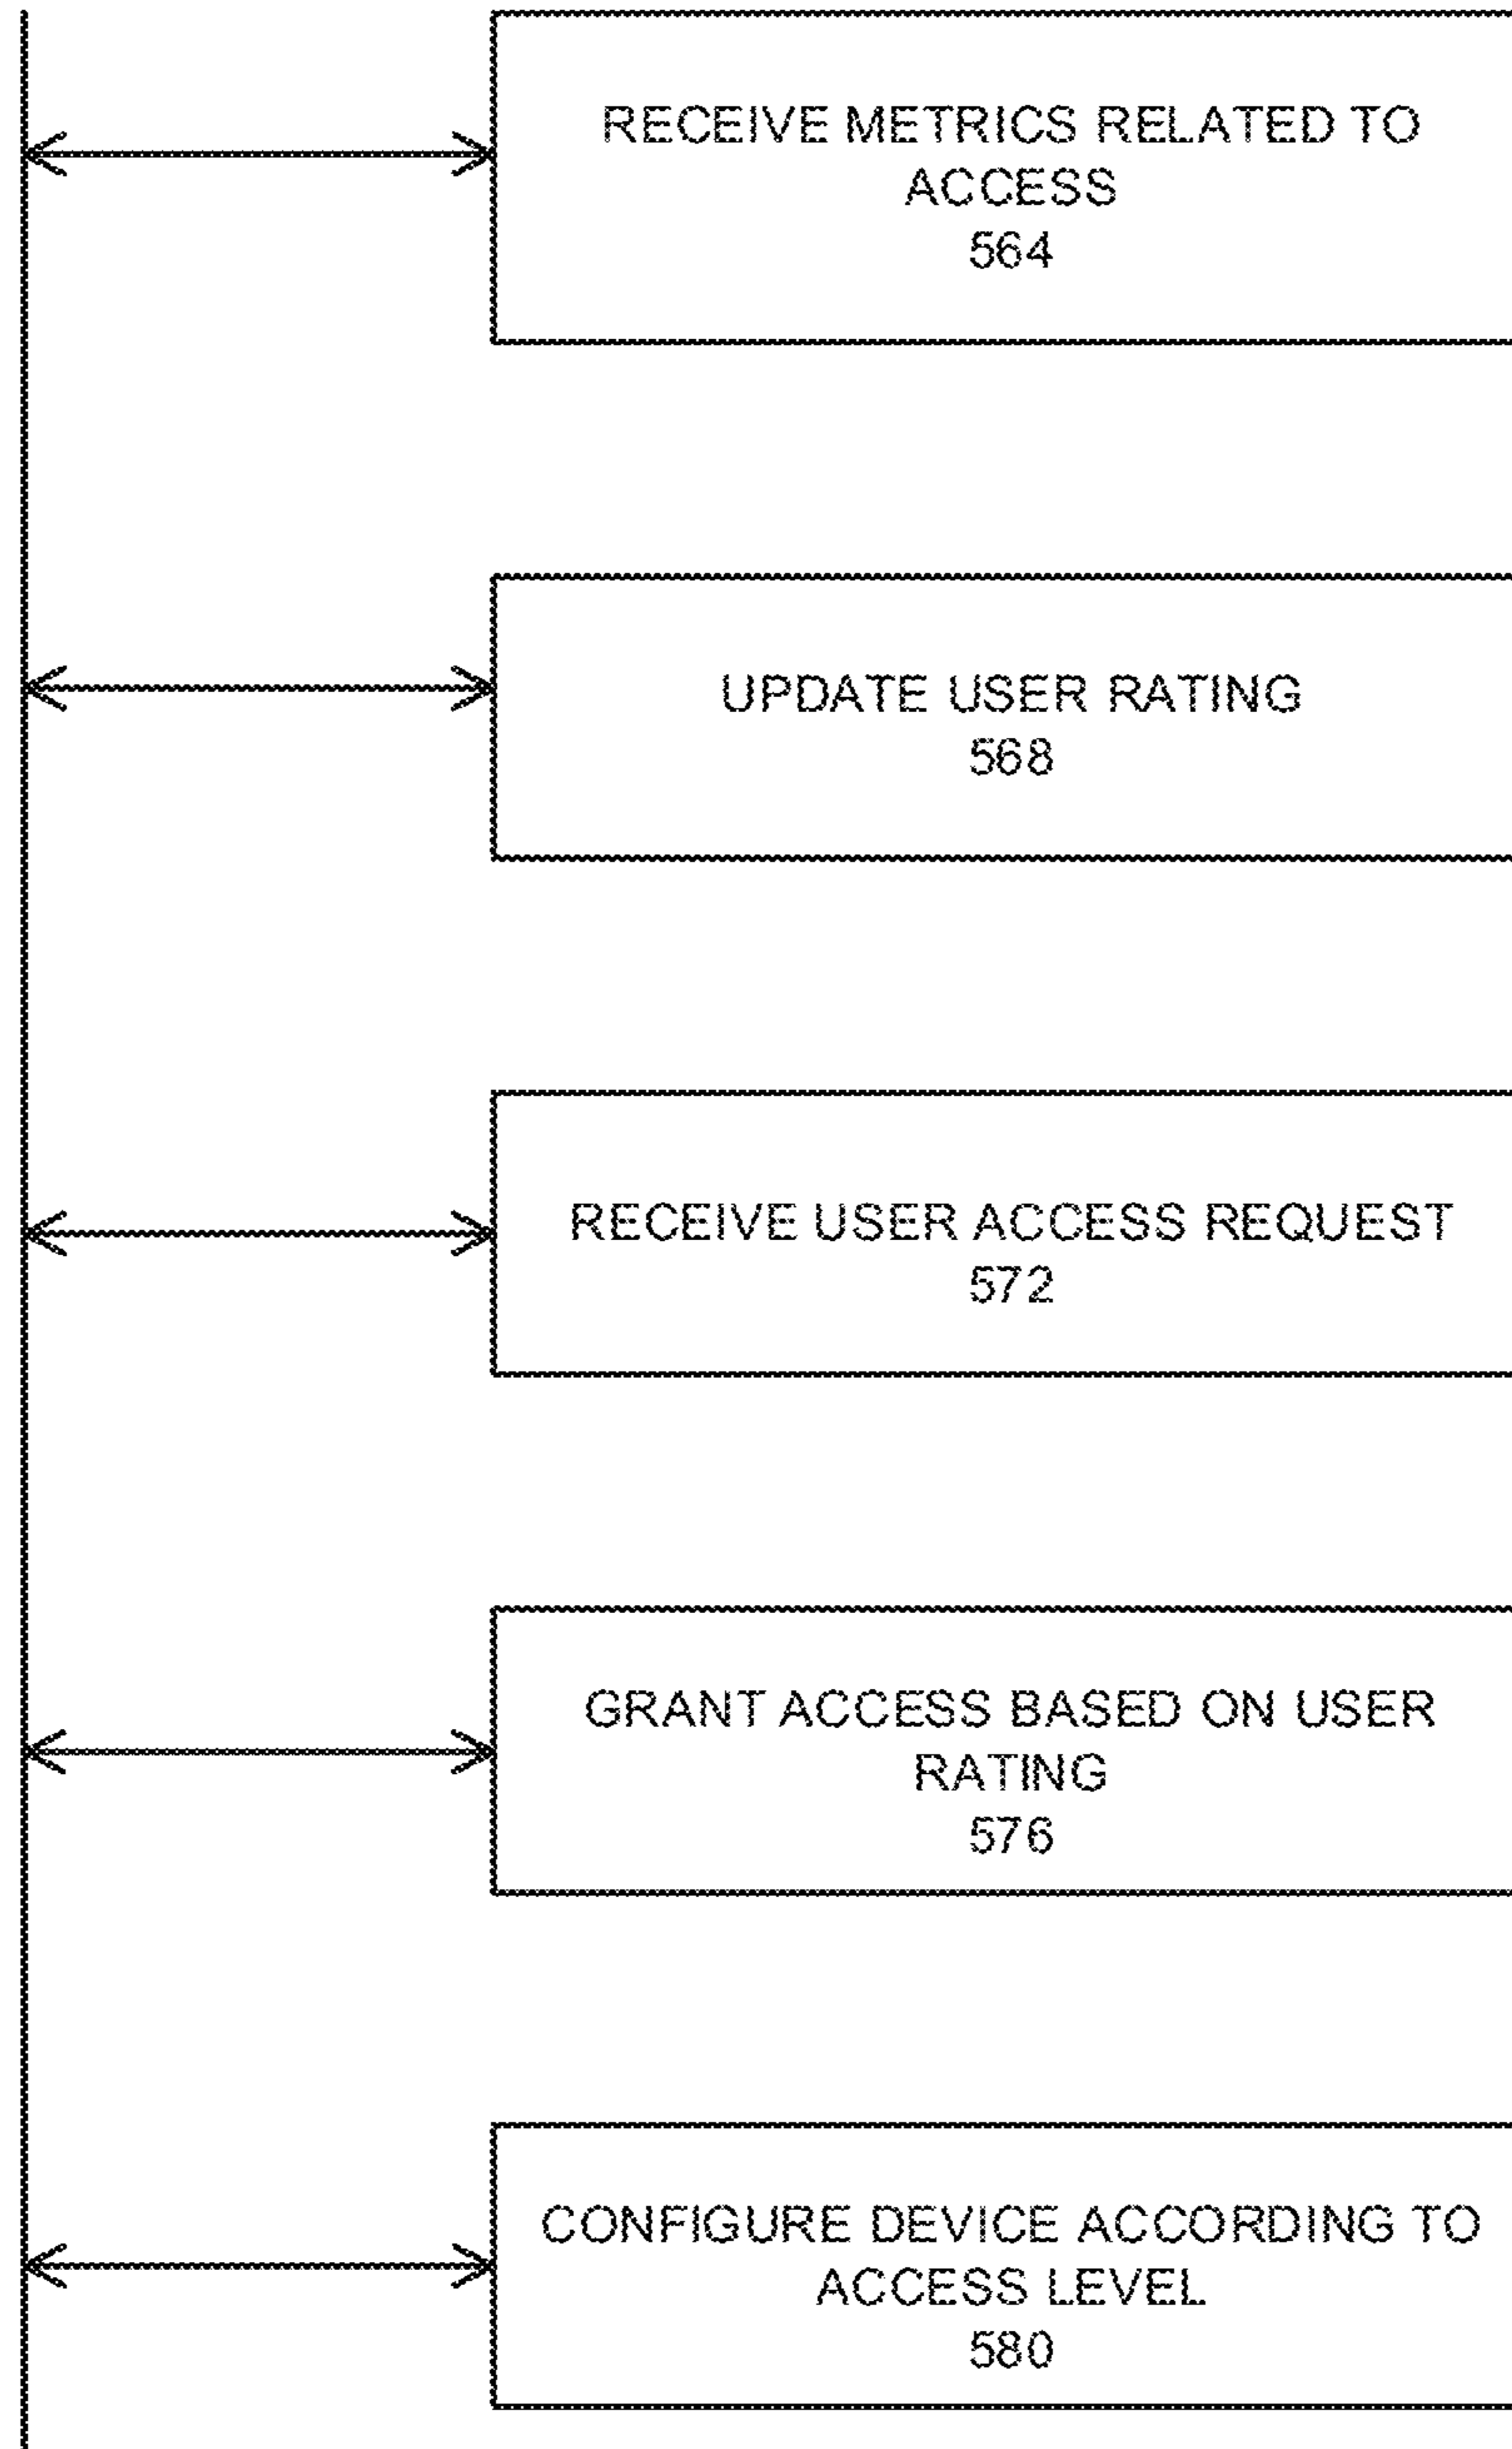 RECEIVE METRICS RELATED TO
ACCESS
564
UPDATE USER RATING
568
RECEIVE USER ACCESS REQUEST
572
GRANT ACCESS BASED ON USER
RATING
576
CONFIGURE DEVICE ACCORDING TO
ACCESS LEVEL
580